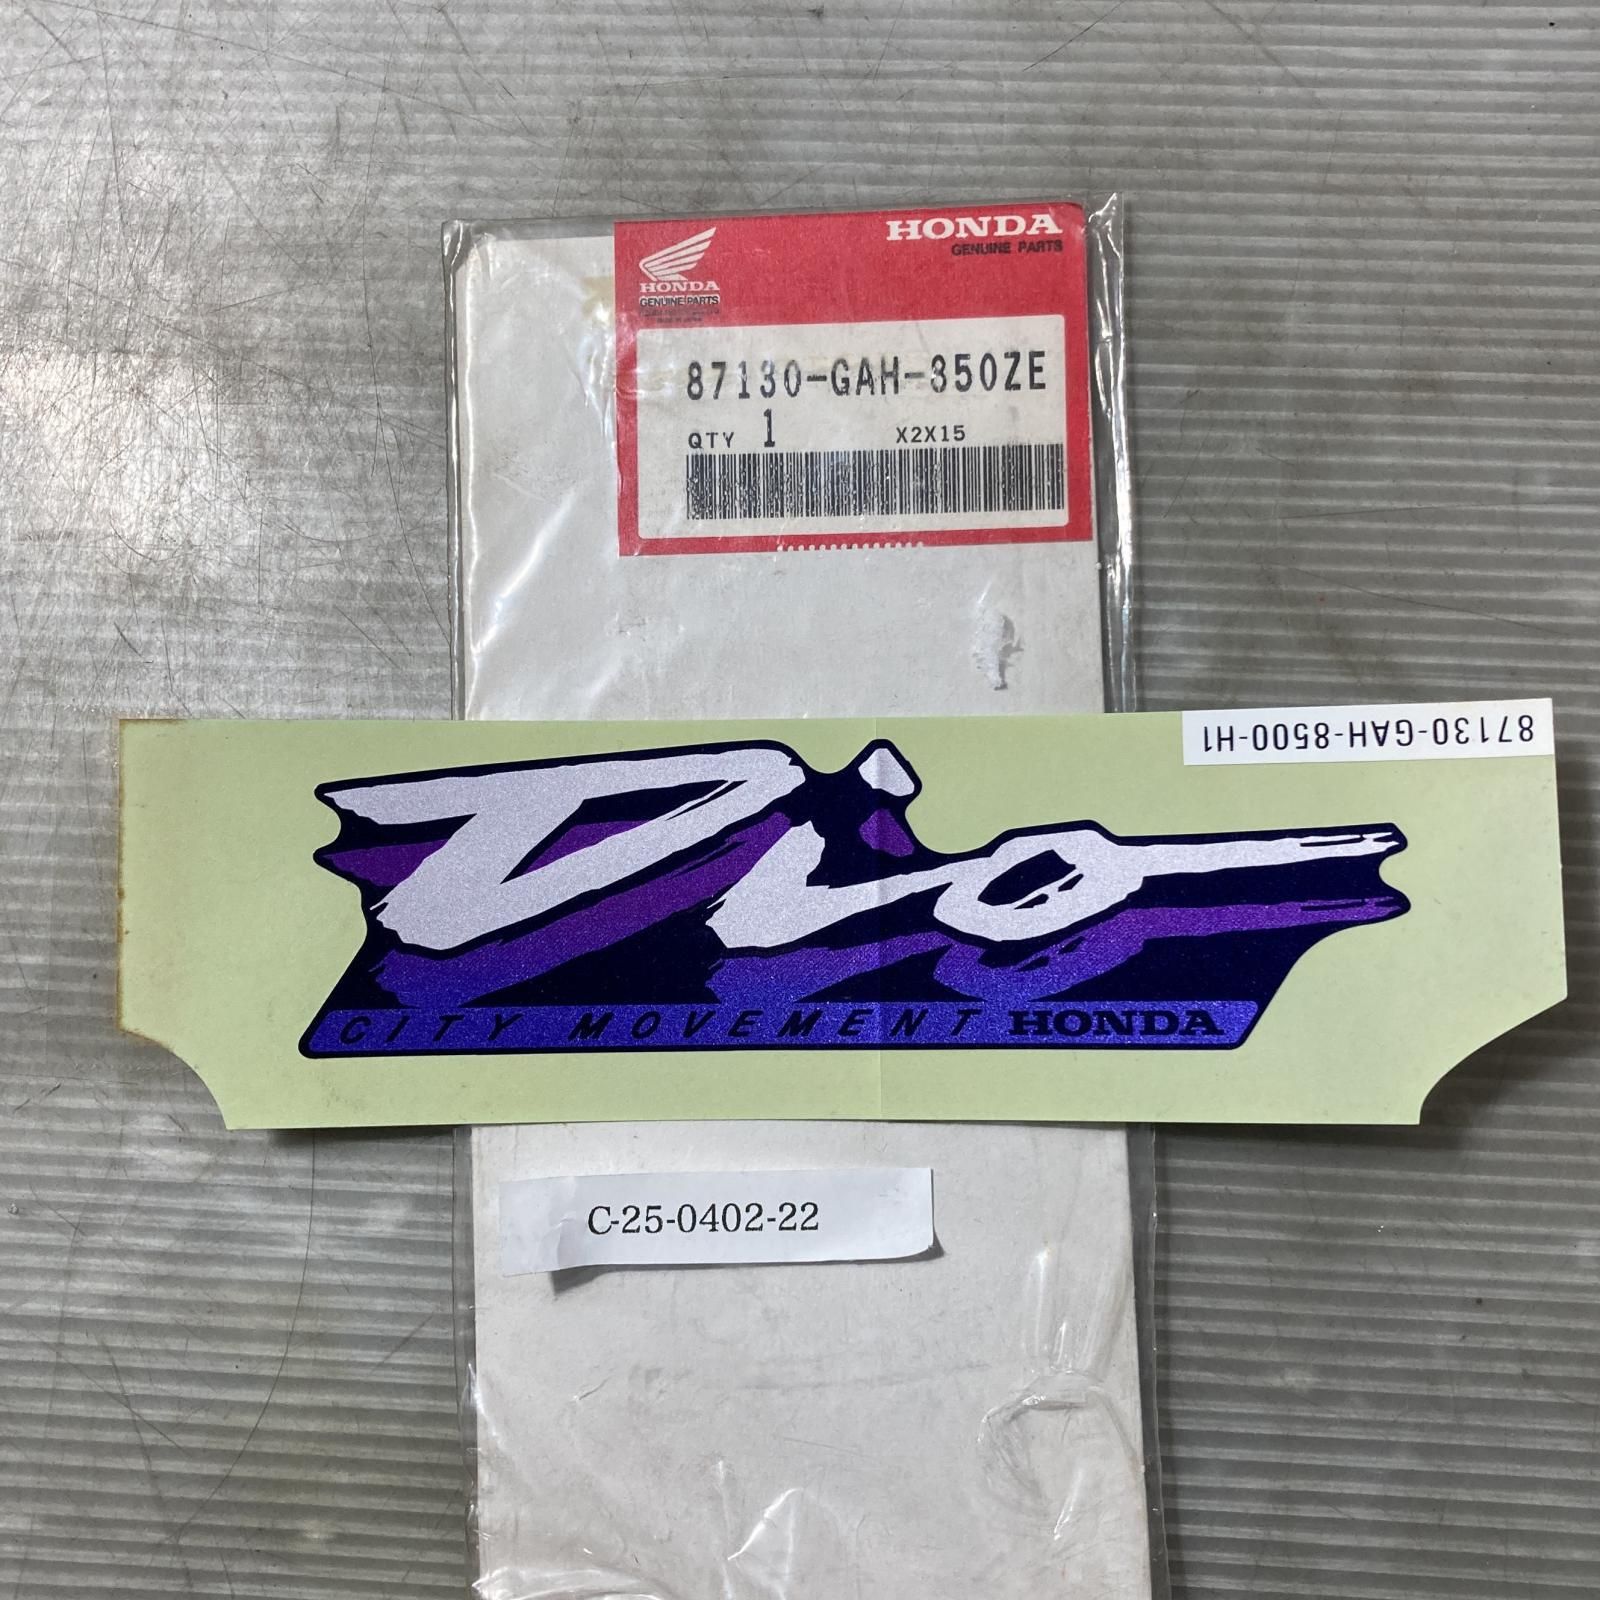 HONDA
GENUINE PARTS
HONDA
GENUINE PARTS
87130-GAH-850ZE
QTY 1 X2X15
87130-GAH-8500-H1
Dio
CITY MOVEMENT HONDA
C-25-0402-22